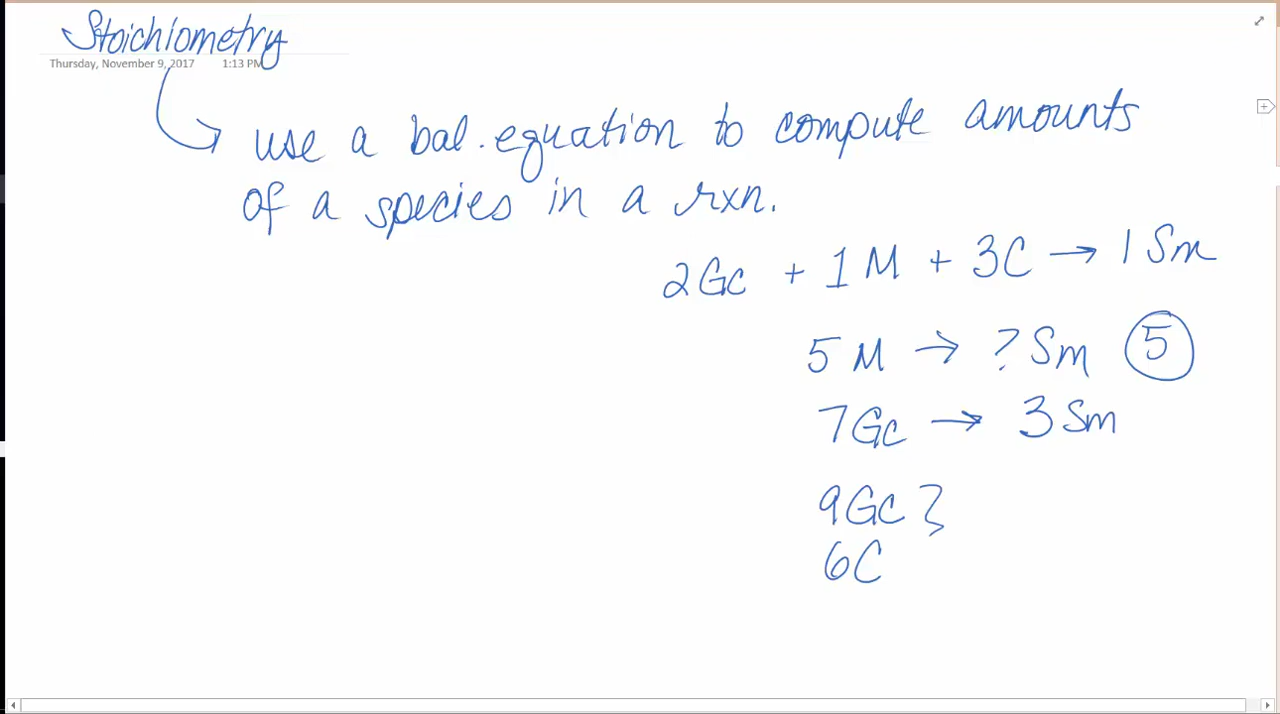 Stoichiometry
Thursday, November 9, 2017 1:13 PM
use a bal. equation to compute amounts
of a species in a rxn.
2Gc + 1M + 3C → 1Sm
5M → ? Sm 5
7Gc → 3Sm
9Gc }
6C